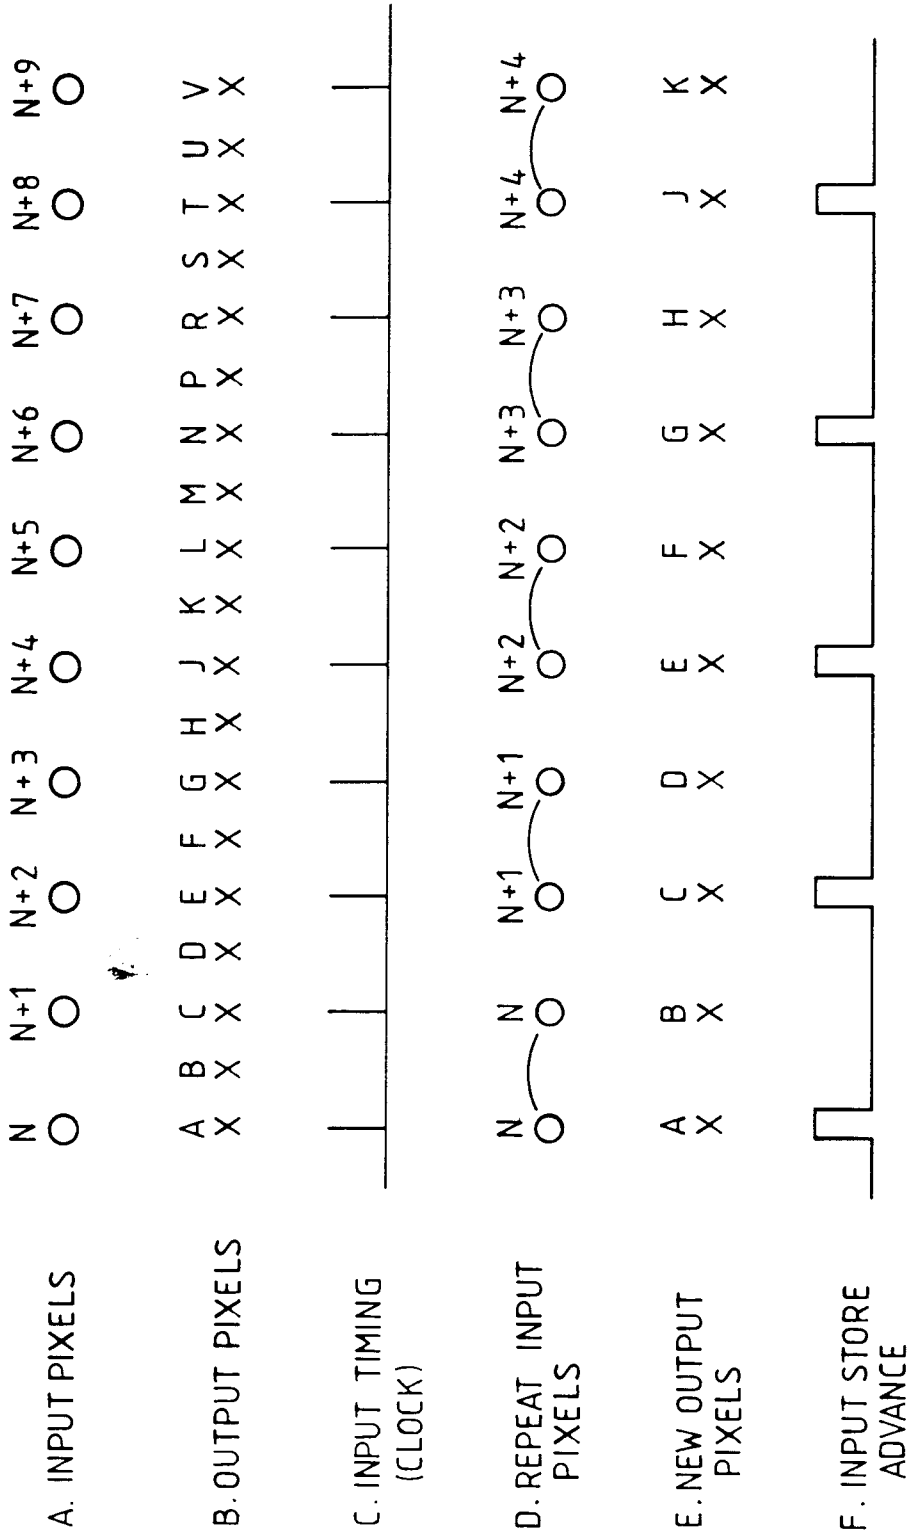 A. INPUT PIXELS
N N+1 N+2 N+3 N+4 N+5 N+6 N+7 N+8 N+9
B. OUTPUT PIXELS
A B C D E F G H J K L M N P R S T U V
X X X X X X X X X X X X X X X X X X X
C. INPUT TIMING
(CLOCK)
D. REPEAT INPUT
PIXELS
N N N+1 N+1 N+2 N+2 N+3 N+3 N+4 N+4
E. NEW OUTPUT
PIXELS
A B C D E F G H J K
X X X X X X X X X X
F. INPUT STORE
ADVANCE